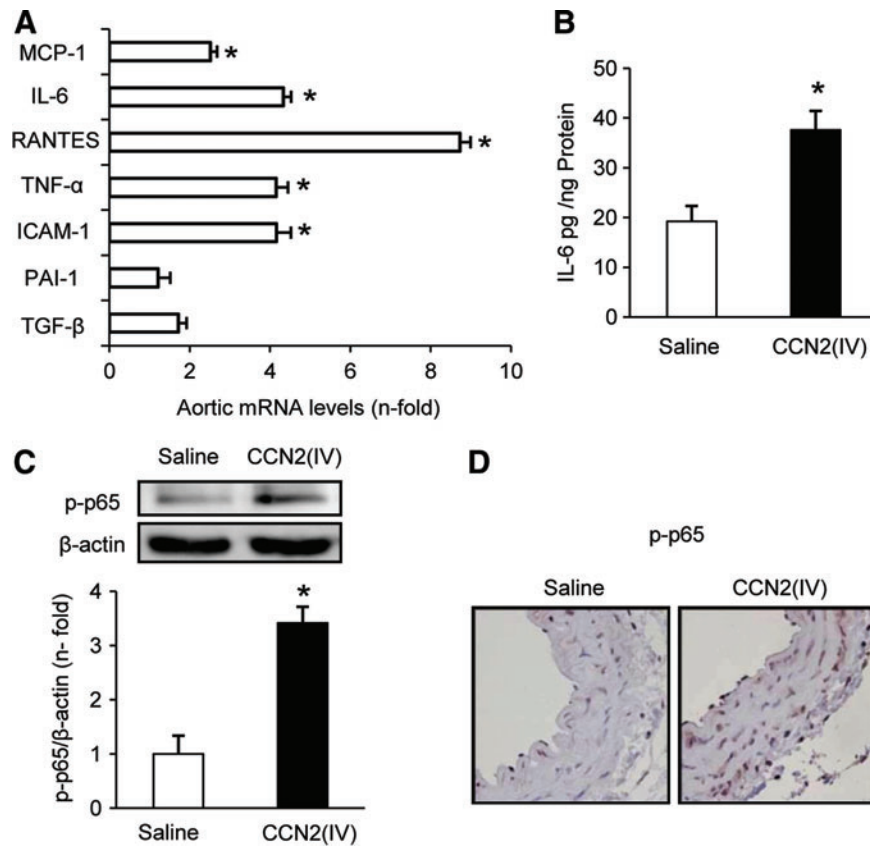 A
MCP-1
*
IL-6
*
RANTES
*
TNF-α
*
ICAM-1
*
PAI-1
TGF-β
0 2 4 6 8 10
Aortic mRNA levels (n-fold)
B
IL-6 pg /ng Protein
50
40
30
20
10
0
*
Saline CCN2(IV)
C
Saline CCN2(IV)
p-p65
β-actin
p-p65/β-actin (n- fold)
4
3
2
1
0
*
Saline CCN2(IV)
D
p-p65
Saline CCN2(IV)